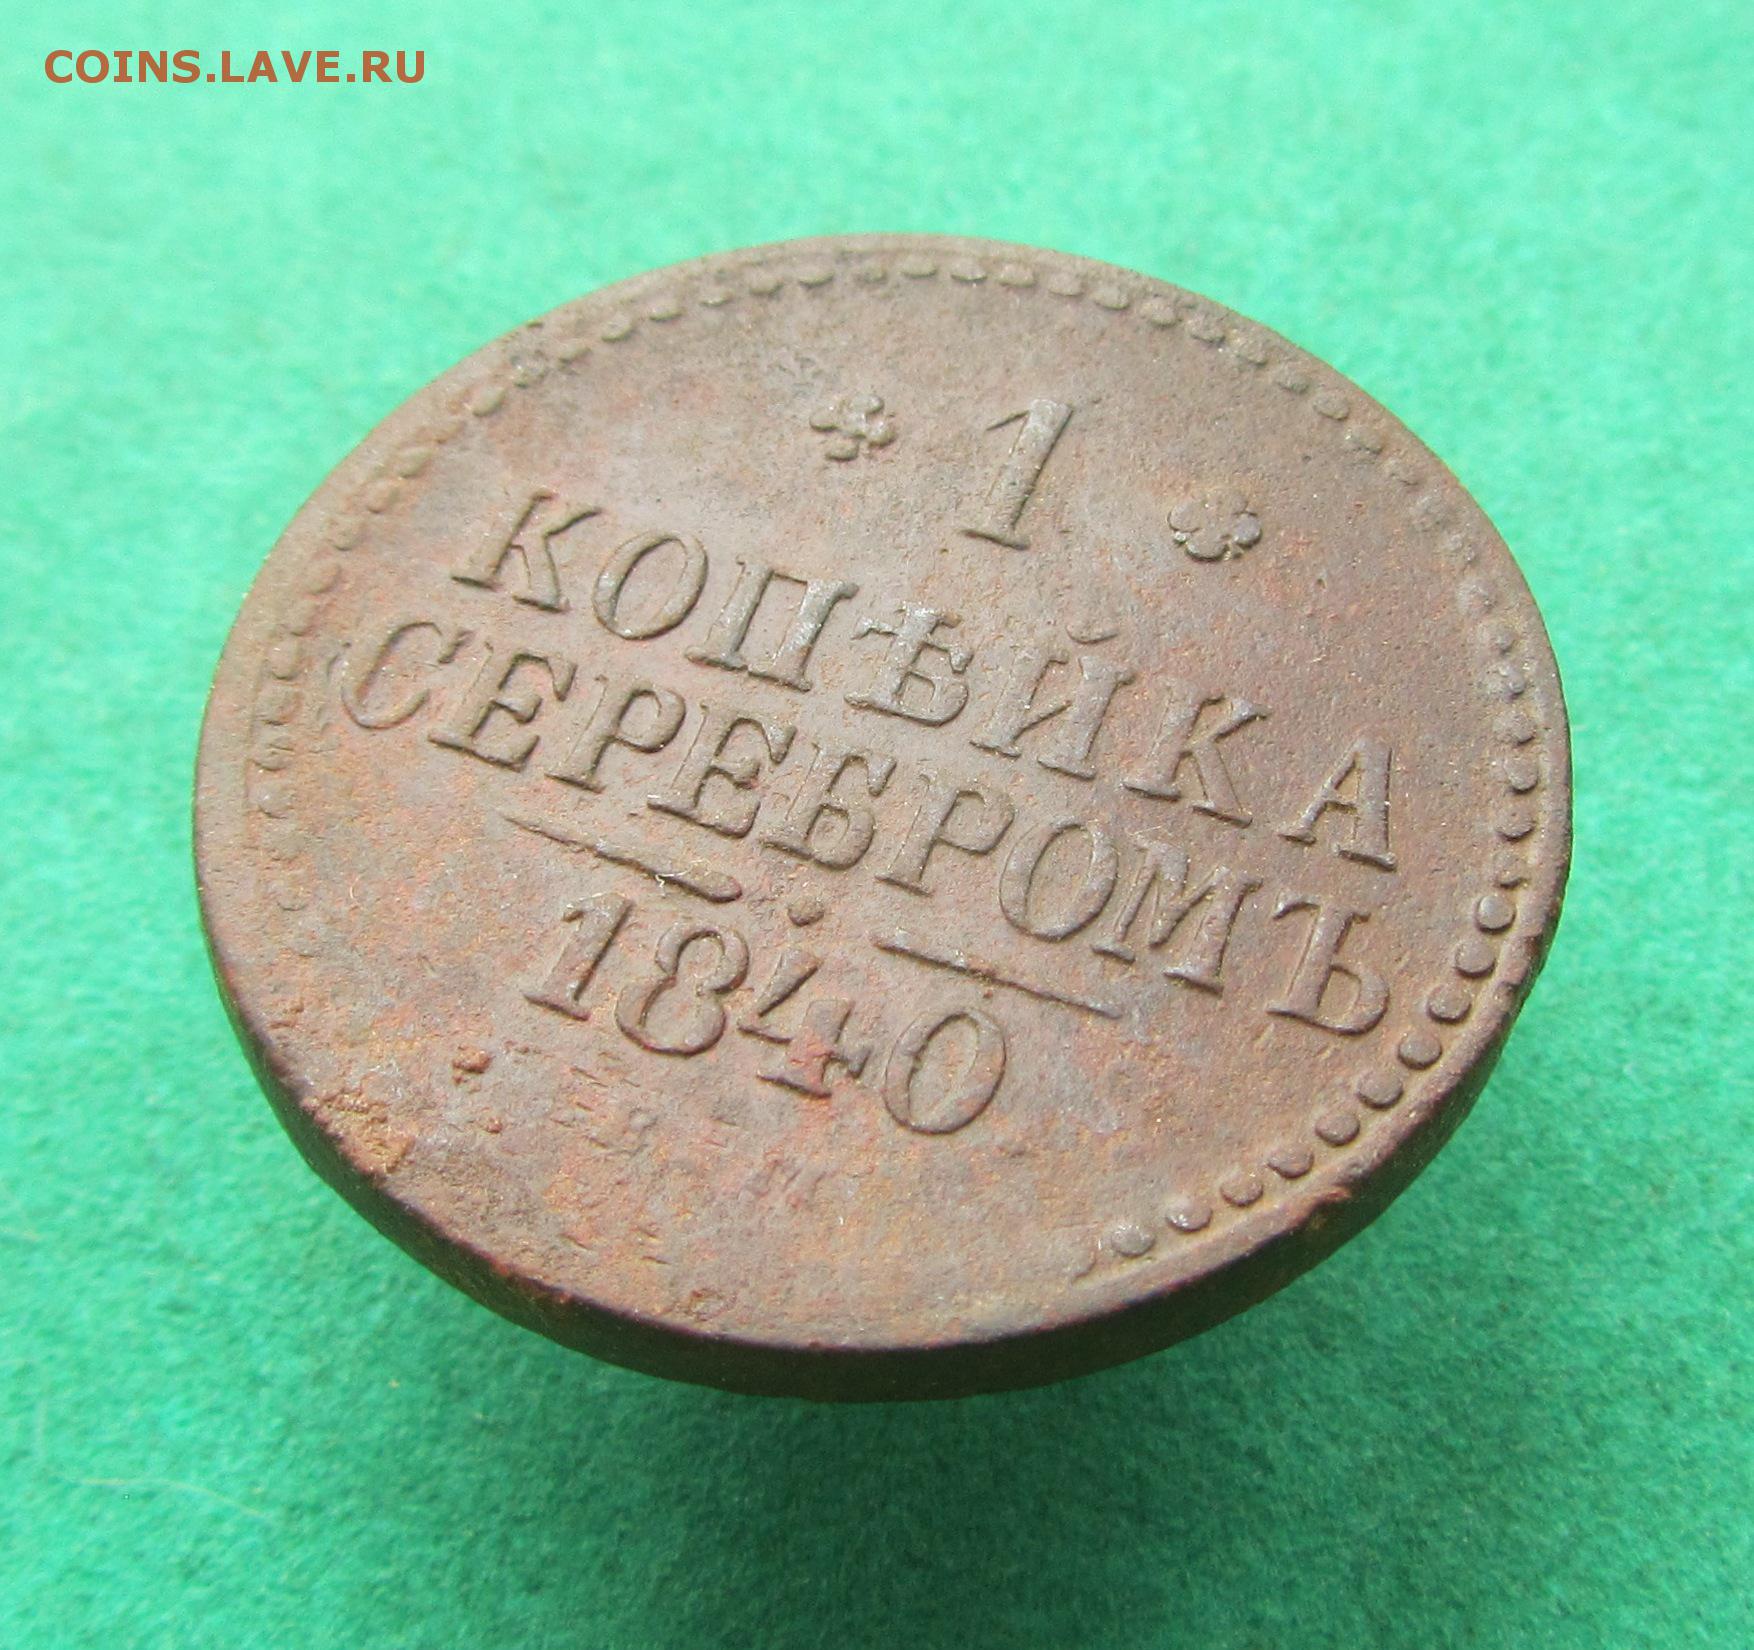 COINS.LAVE.RU
1
КОПѢЙКА
СЕРЕБРОМЪ
1840